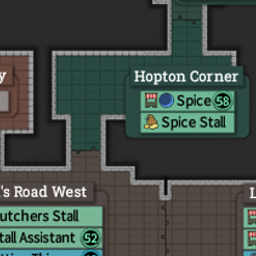 Hopton Corner
Spice 58
Spice Stall
's Road West
utchers Stall
tall Assistant 52